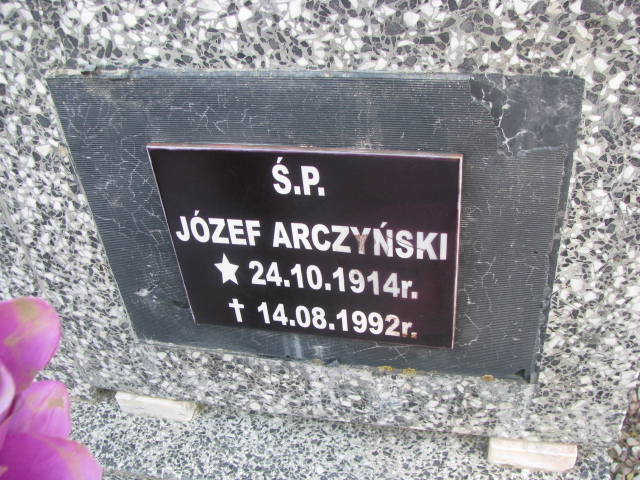 Ś.P.
JÓZEF ARCZYŃSKI
★ 24.10.1914r.
✝ 14.08.1992r.